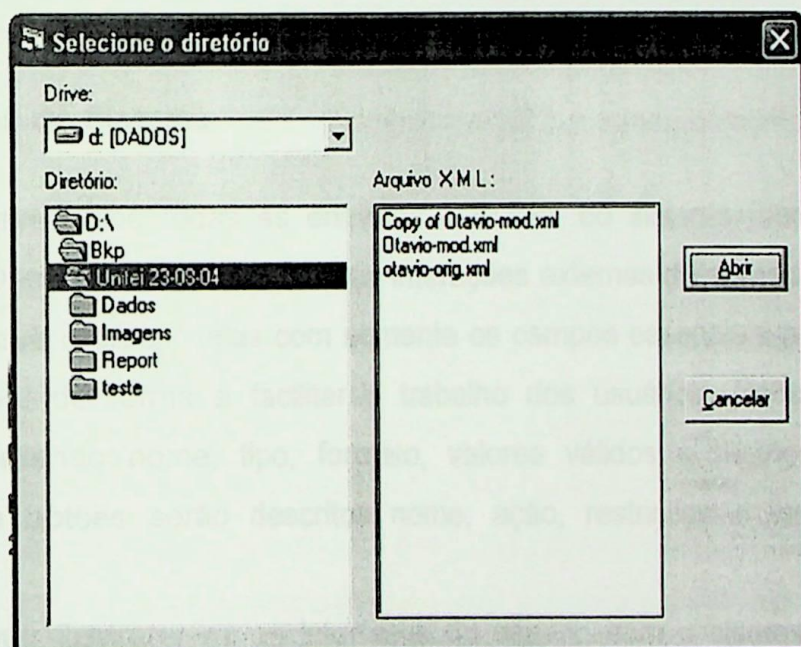 Selecione o diretório
Drive:
d: [DADOS]
Diretório:
D:\
Bkp
Unifei 23-08-04
Dados
Imagens
Report
teste
Arquivo X M L :
Copy of Otavio-mod.xml
Otavio-mod.xml
otavio-orig.xml
Abrir
Cancelar